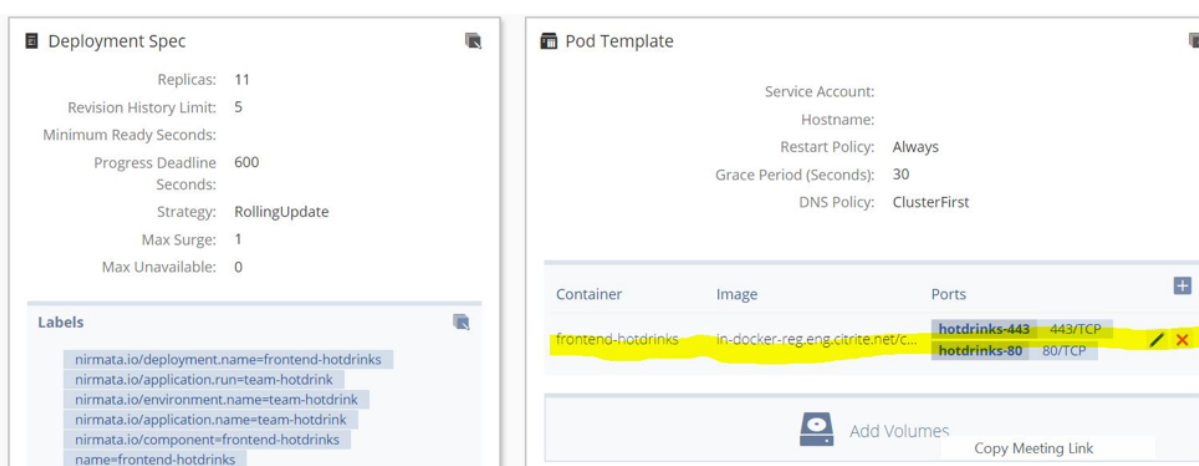 Deployment Spec
Replicas: 11
Revision History Limit: 5
Minimum Ready Seconds:
Progress Deadline 600
Seconds:
Strategy: RollingUpdate
Max Surge: 1
Max Unavailable: 0
Labels
nirmata.io/deployment.name=frontend-hotdrinks
nirmata.io/application.run=team-hotdrink
nirmata.io/environment.name=team-hotdrink
nirmata.io/application.name=team-hotdrink
nirmata.io/component=frontend-hotdrinks
name=frontend-hotdrinks
Pod Template
Service Account:
Hostname:
Restart Policy: Always
Grace Period (Seconds): 30
DNS Policy: ClusterFirst
Container Image Ports
frontend-hotdrinks in-docker-reg.eng.citrite.net/c... hotdrinks-443 443/TCP
hotdrinks-80 80/TCP
Add Volumes
Copy Meeting Link